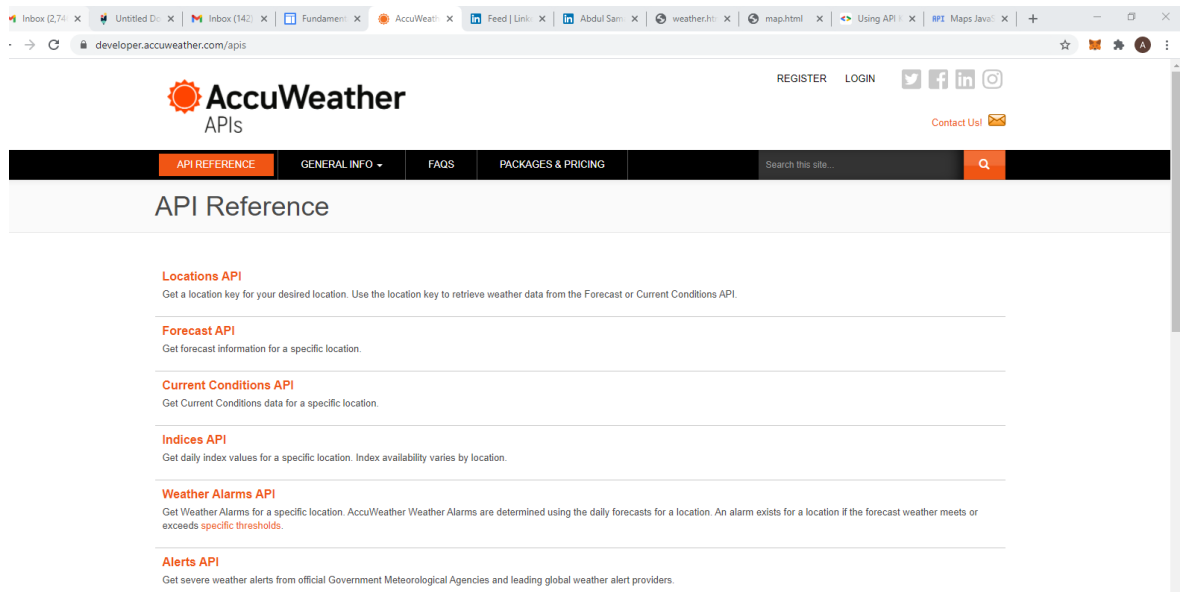 Inbox (2,74
Untitled Do
Inbox (142)
Fundament
AccuWeath
Feed | Linke
Abdul Sam
weather.ht
map.html
Using API
API Maps JavaS
developer.accuweather.com/apis
A
REGISTER LOGIN
AccuWeather
APIs
Contact Us!
API REFERENCE GENERAL INFO FAQS PACKAGES & PRICING Search this site...
API Reference
Locations API
Get a location key for your desired location. Use the location key to retrieve weather data from the Forecast or Current Conditions API.
Forecast API
Get forecast information for a specific location.
Current Conditions API
Get Current Conditions data for a specific location.
Indices API
Get daily index values for a specific location. Index availability varies by location.
Weather Alarms API
Get Weather Alarms for a specific location. AccuWeather Weather Alarms are determined using the daily forecasts for a location. An alarm exists for a location if the forecast weather meets or
exceeds specific thresholds.
Alerts API
Get severe weather alerts from official Government Meteorological Agencies and leading global weather alert providers.